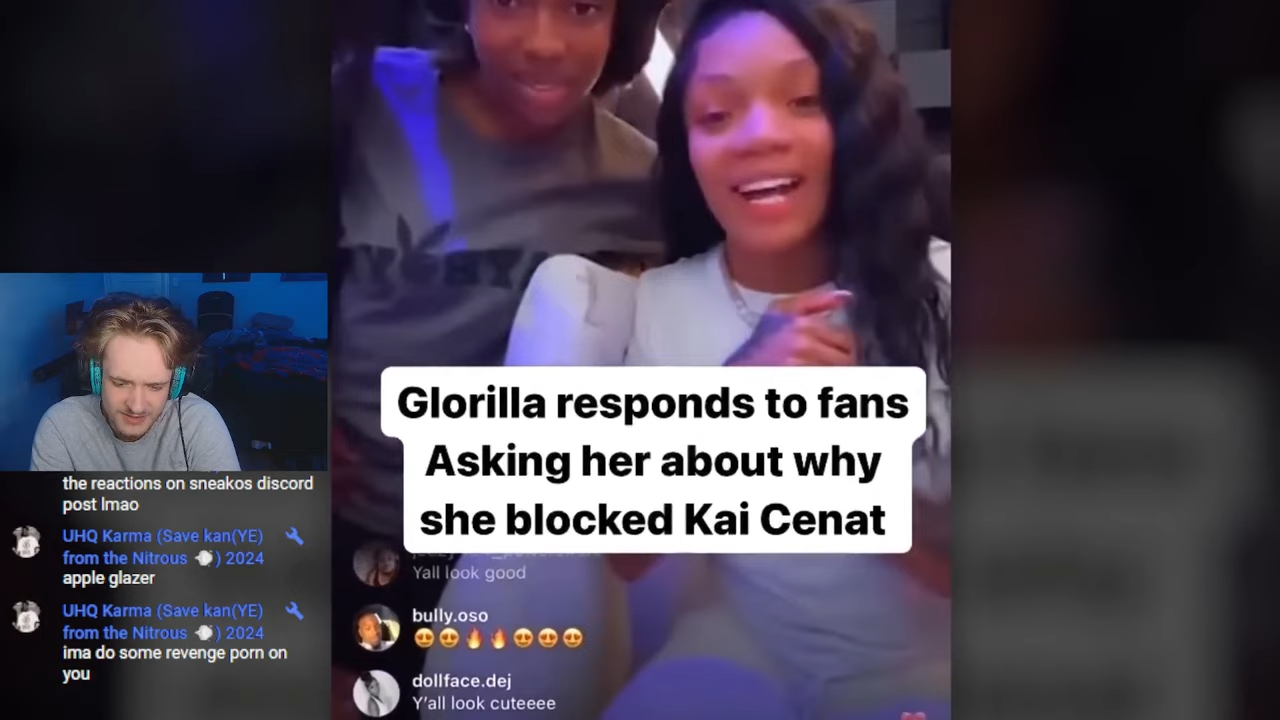 Glorilla responds to fans
Asking her about why
she blocked Kai Cenat
Yall look good
bully.oso
😍😍🔥🔥😍😍😍
dollface.dej
Y'all look cuteeee
the reactions on sneakos discord
post lmao
UHQ Karma (Save kan(YE)
from the Nitrous ) 2024
apple glazer
UHQ Karma (Save kan(YE)
from the Nitrous ) 2024
ima do some revenge porn on
you